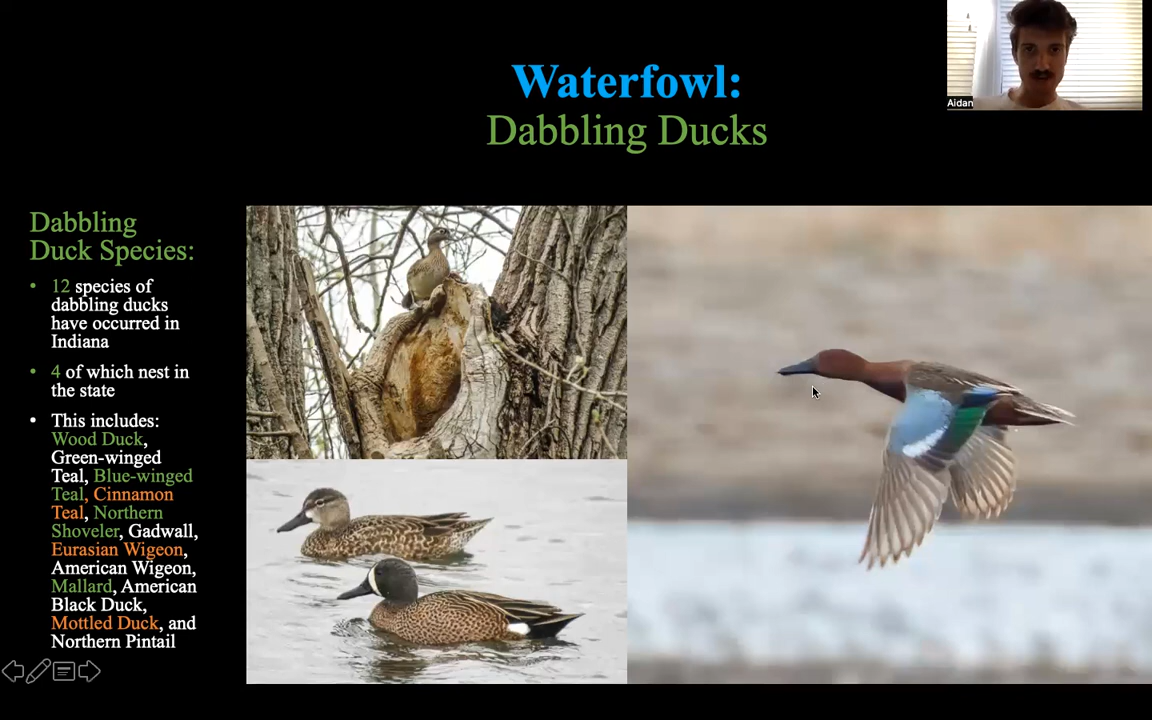 Aidan
Waterfowl:
Dabbling Ducks
Dabbling
Duck Species:
• 12 species of
dabbling ducks
have occurred in
Indiana
• 4 of which nest in
the state
• This includes:
Wood Duck,
Green-winged
Teal, Blue-winged
Teal, Cinnamon
Teal, Northern
Shoveler, Gadwall,
Eurasian Wigeon,
American Wigeon,
Mallard, American
Black Duck,
Mottled Duck, and
Northern Pintail